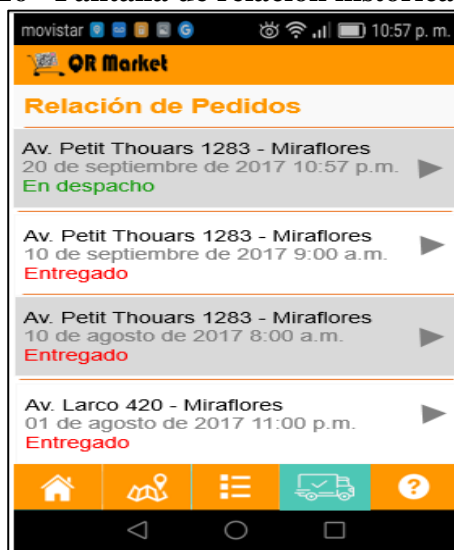 movistar 10:57 p. m.
QR Market
Relación de Pedidos
Av. Petit Thouars 1283 - Miraflores
20 de septiembre de 2017 10:57 p.m.
En despacho
Av. Petit Thouars 1283 - Miraflores
10 de septiembre de 2017 9:00 a.m.
Entregado
Av. Petit Thouars 1283 - Miraflores
10 de agosto de 2017 8:00 a.m.
Entregado
Av. Larco 420 - Miraflores
01 de agosto de 2017 11:00 p.m.
Entregado
?